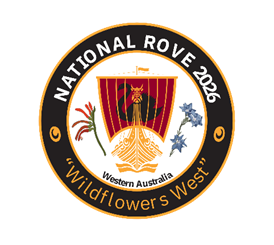 NATIONAL ROVE 2026
Western Australia
"Wildflowers West"